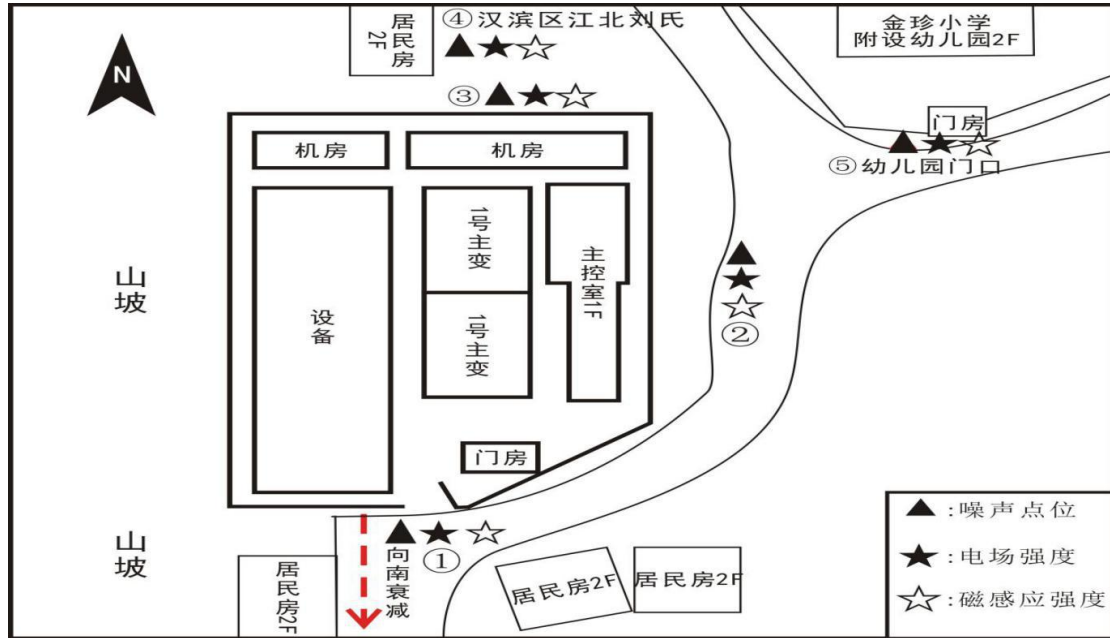 居民房2F
④汉滨区江北刘氏
金珍小学
附设幼儿园2F
N
③
门房
⑤幼儿园门口
机房
机房
1号主变
主控室1F
山坡
设备
②
1号主变
门房
山坡
向南衰减
①
居民房2F
居民房2F
居民房2F
:噪声点位
:电场强度
:磁感应强度